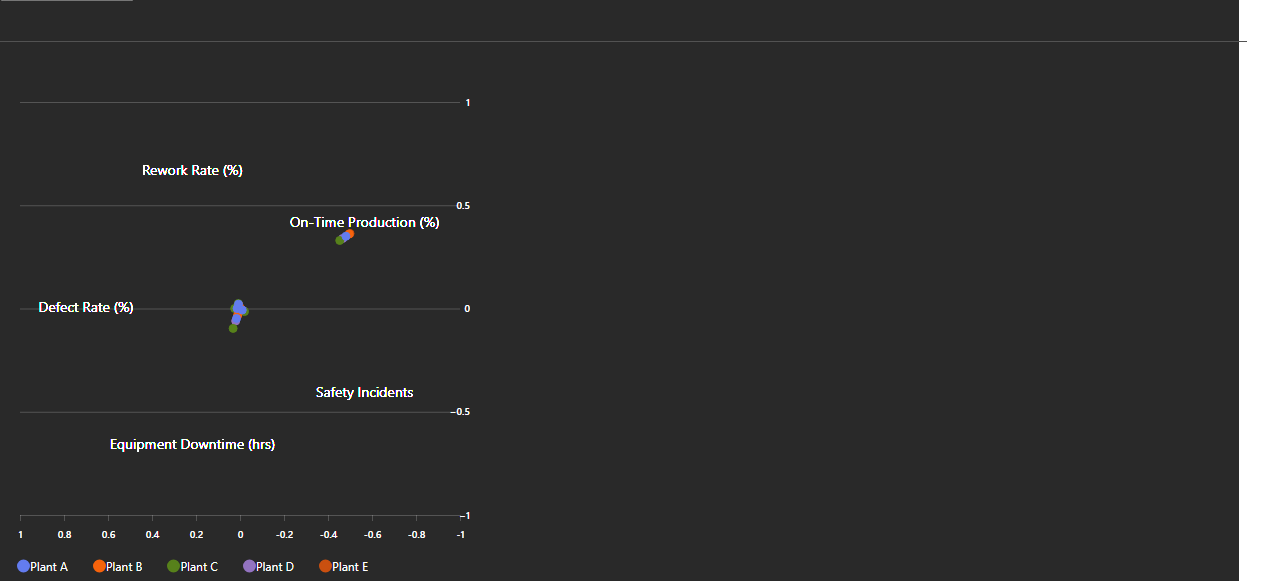 1
Rework Rate (%)
0.5
On-Time Production (%)
Defect Rate (%)
0
Safety Incidents
−0.5
Equipment Downtime (hrs)
−1
1 0.8 0.6 0.4 0.2 0 -0.2 -0.4 -0.6 -0.8 -1
Plant A Plant B Plant C Plant D Plant E